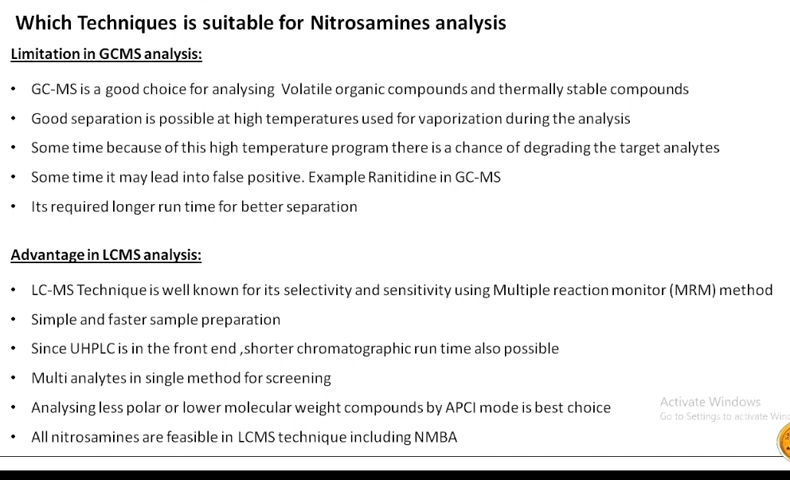 Which Techniques is suitable for Nitrosamines analysis
Limitation in GCMS analysis:
• GC-MS is a good choice for analysing Volatile organic compounds and thermally stable compounds
• Good separation is possible at high temperatures used for vaporization during the analysis
• Some time because of this high temperature program there is a chance of degrading the target analytes
• Some time it may lead into false positive. Example Ranitidine in GC-MS
• Its required longer run time for better separation
Advantage in LCMS analysis:
• LC-MS Technique is well known for its selectivity and sensitivity using Multiple reaction monitor (MRM) method
• Simple and faster sample preparation
• Since UHPLC is in the front end ,shorter chromatographic run time also possible
• Multi analytes in single method for screening
• Analysing less polar or lower molecular weight compounds by APCI mode is best choice
• All nitrosamines are feasible in LCMS technique including NMBA
Activate Windows
Go to Settings to activate Win